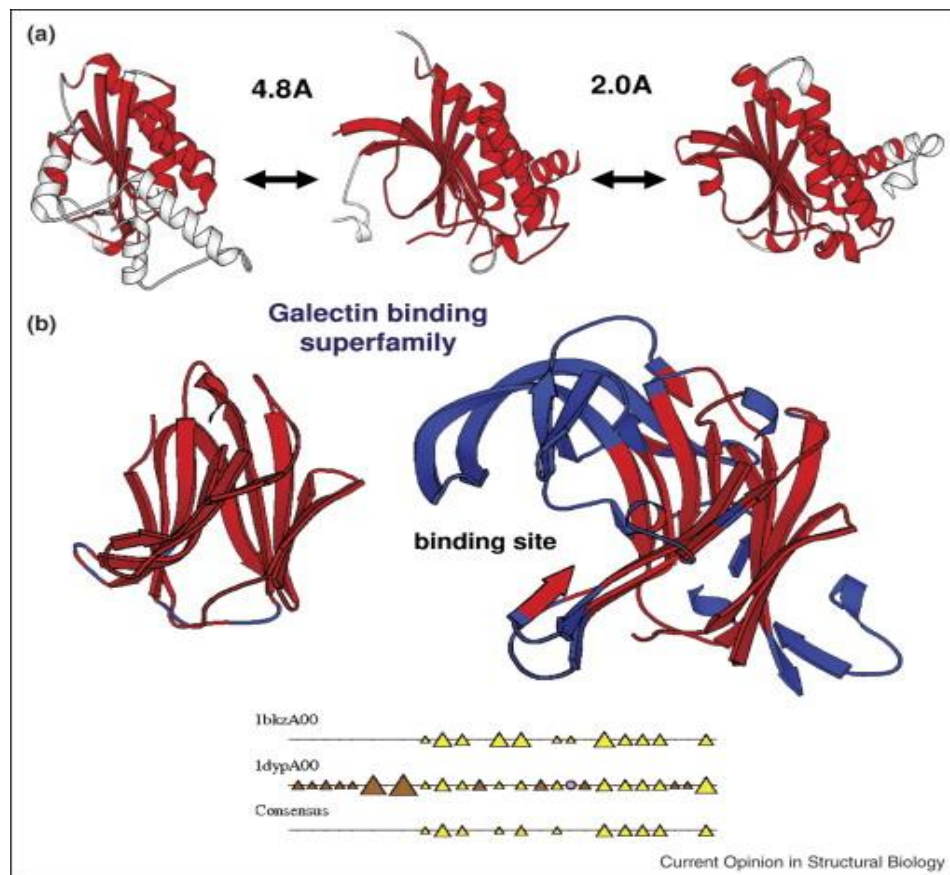 (a)
4.8A
2.0A
(b)
Galectin binding
superfamily
binding site
1bkzA00
1dypA00
Consensus
Current Opinion in Structural Biology